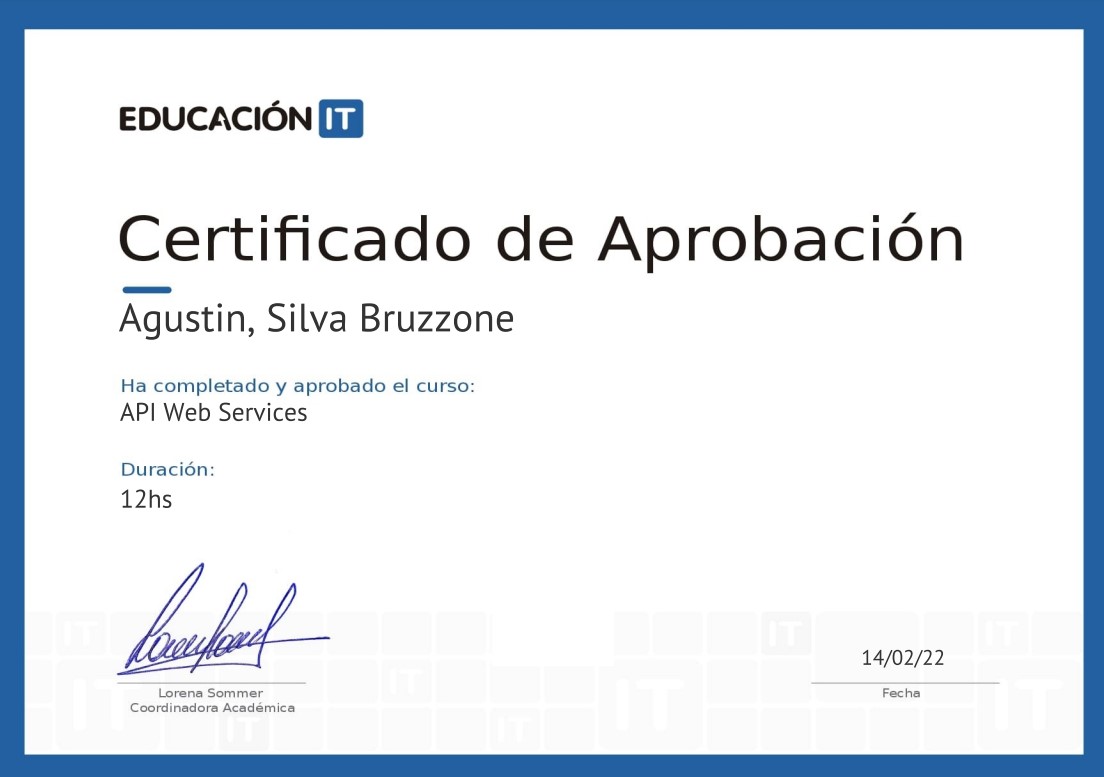 EDUCACIÓN IT
Certificado de Aprobación
Agustin, Silva Bruzzone
Ha completado y aprobado el curso:
API Web Services
Duración:
12hs
14/02/22
Lorena Sommer
Fecha
Coordinadora Académica